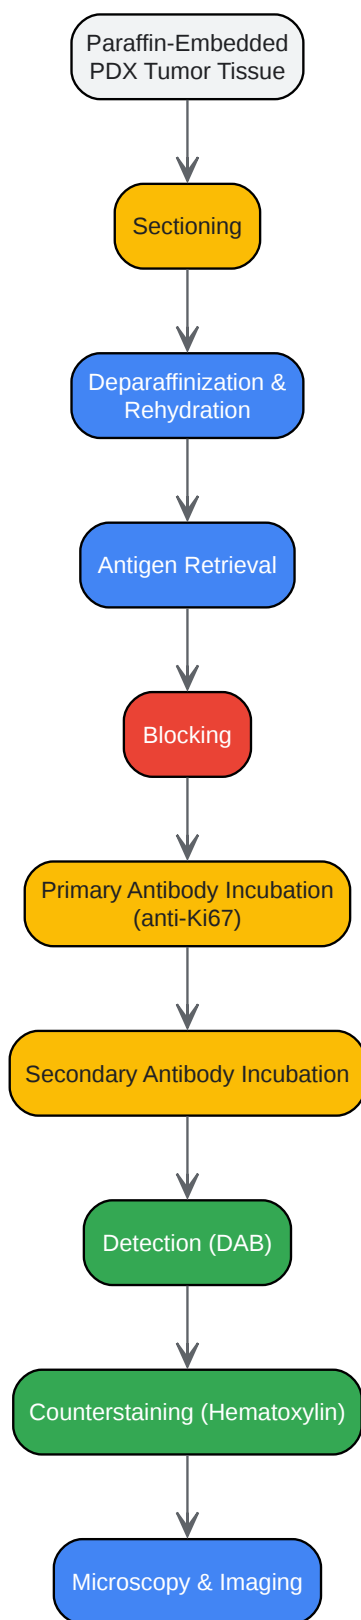 Paraffin-Embedded
PDX Tumor Tissue
Sectioning
Deparaffinization &
Rehydration
Antigen Retrieval
Blocking
Primary Antibody Incubation
(anti-Ki67)
Secondary Antibody Incubation
Detection (DAB)
Counterstaining (Hematoxylin)
Microscopy & Imaging